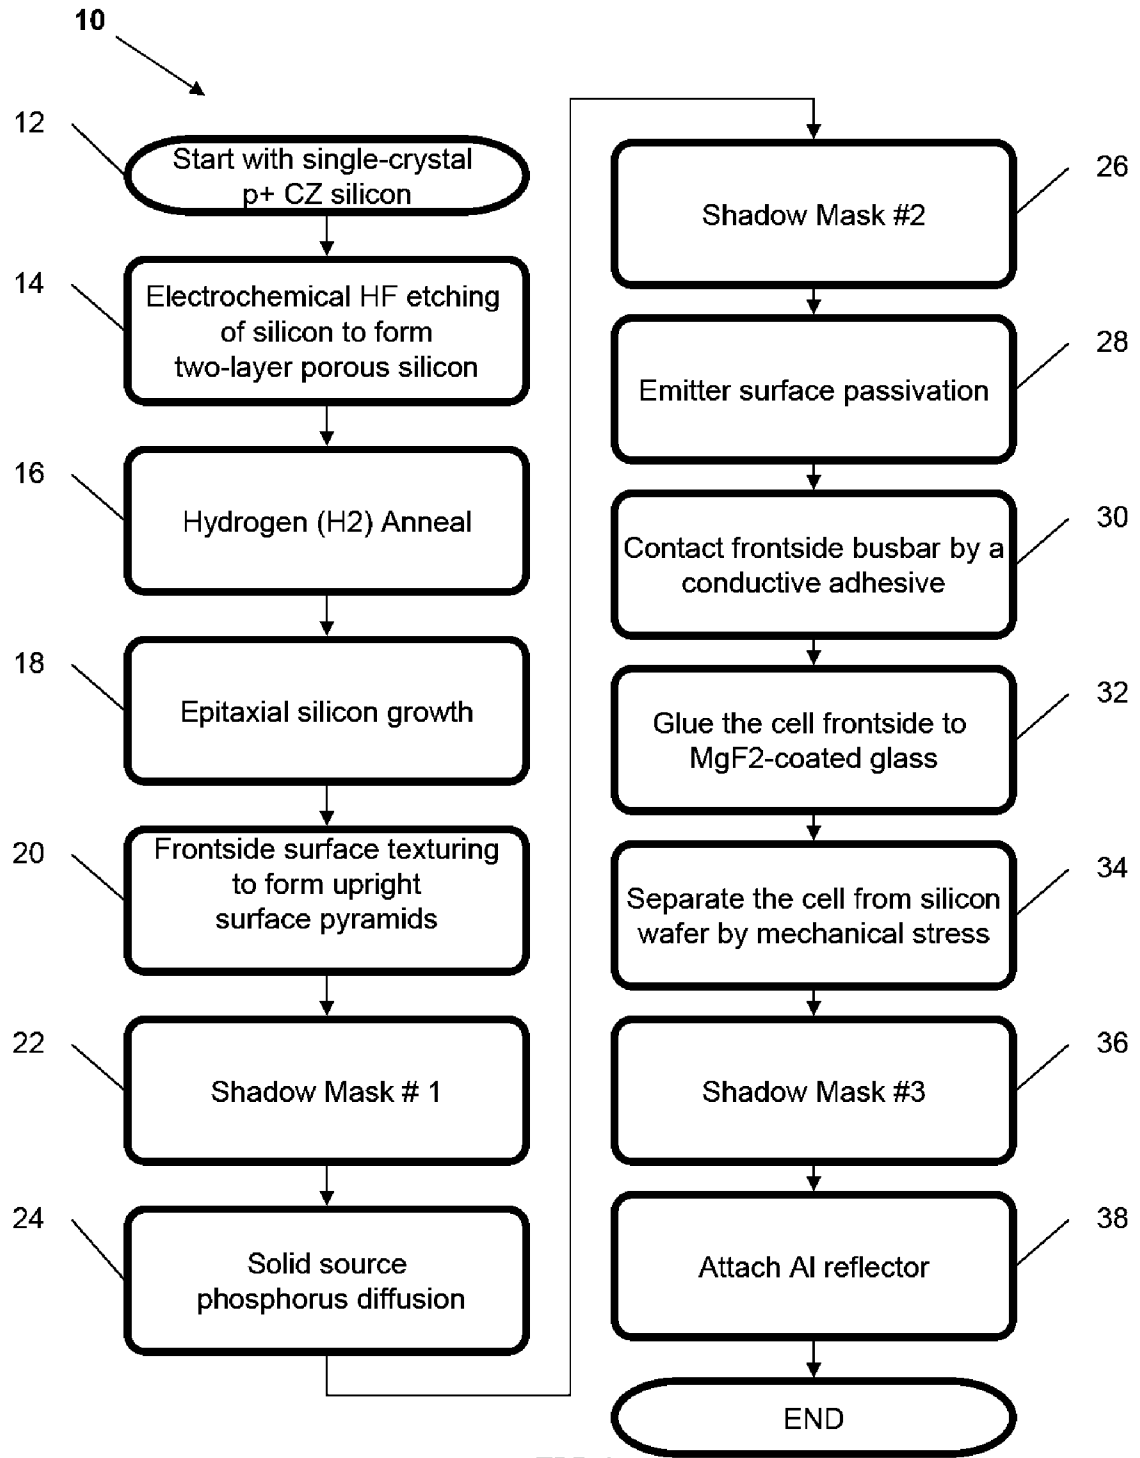 10
12
Start with single-crystal
p+ CZ silicon
14
Electrochemical HF etching
of silicon to form
two-layer porous silicon
16
Hydrogen (H2) Anneal
18
Epitaxial silicon growth
20
Frontside surface texturing
to form upright
surface pyramids
22
Shadow Mask # 1
24
Solid source
phosphorus diffusion
26
Shadow Mask #2
28
Emitter surface passivation
30
Contact frontside busbar by a
conductive adhesive
32
Glue the cell frontside to
MgF2-coated glass
34
Separate the cell from silicon
wafer by mechanical stress
36
Shadow Mask #3
38
Attach Al reflector
END